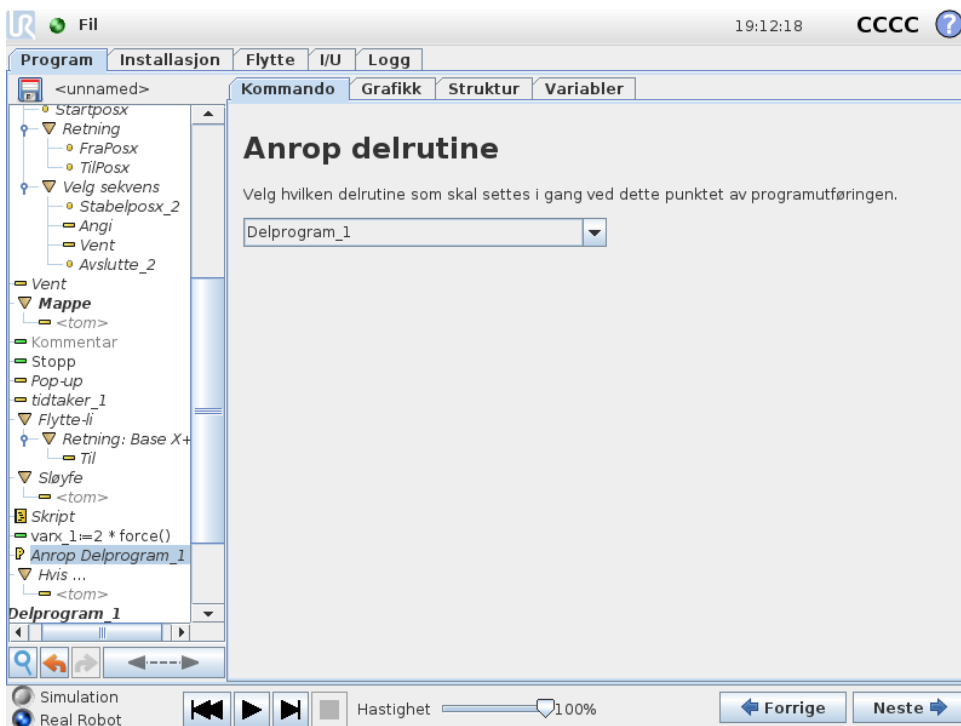 UR Fil 19:12:18 CCCC ?
Program Installasjon Flytte I/U Logg
<unnamed>
Kommando Grafikk Struktur Variabler
Startposx
Retning
FraPosx
TilPosx
Velg sekvens
Stabelposx_2
Angi
Vent
Avslutte_2
Vent
Mappe
<tom>
Kommentar
Stopp
Pop-up
tidtaker_1
Flytte-li
Retning: Base X+
Til
Sløyfe
<tom>
Skript
varx_1:=2 * force()
Anrop Delprogram_1
Hvis ...
<tom>
Delprogram_1
Anrop delrutine
Velg hvilken delrutine som skal settes i gang ved dette punktet av programutføringen.
Delprogram_1
Simulation
Real Robot
Hastighet 100%
Forrige Neste